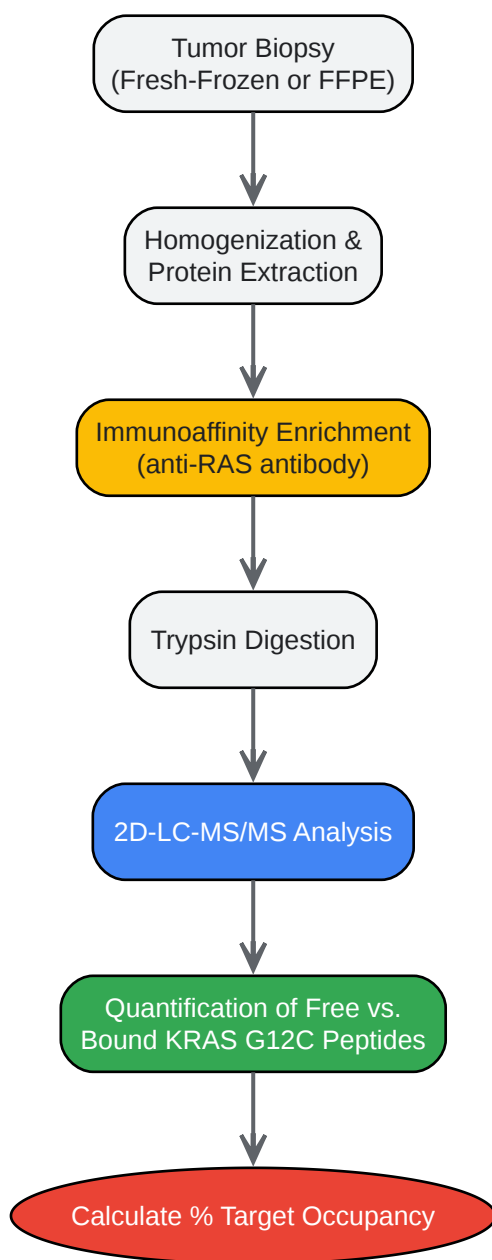 Tumor Biopsy
(Fresh-Frozen or FFPE)
Homogenization &
Protein Extraction
Immunoaffinity Enrichment
(anti-RAS antibody)
Trypsin Digestion
2D-LC-MS/MS Analysis
Quantification of Free vs.
Bound KRAS G12C Peptides
Calculate % Target Occupancy